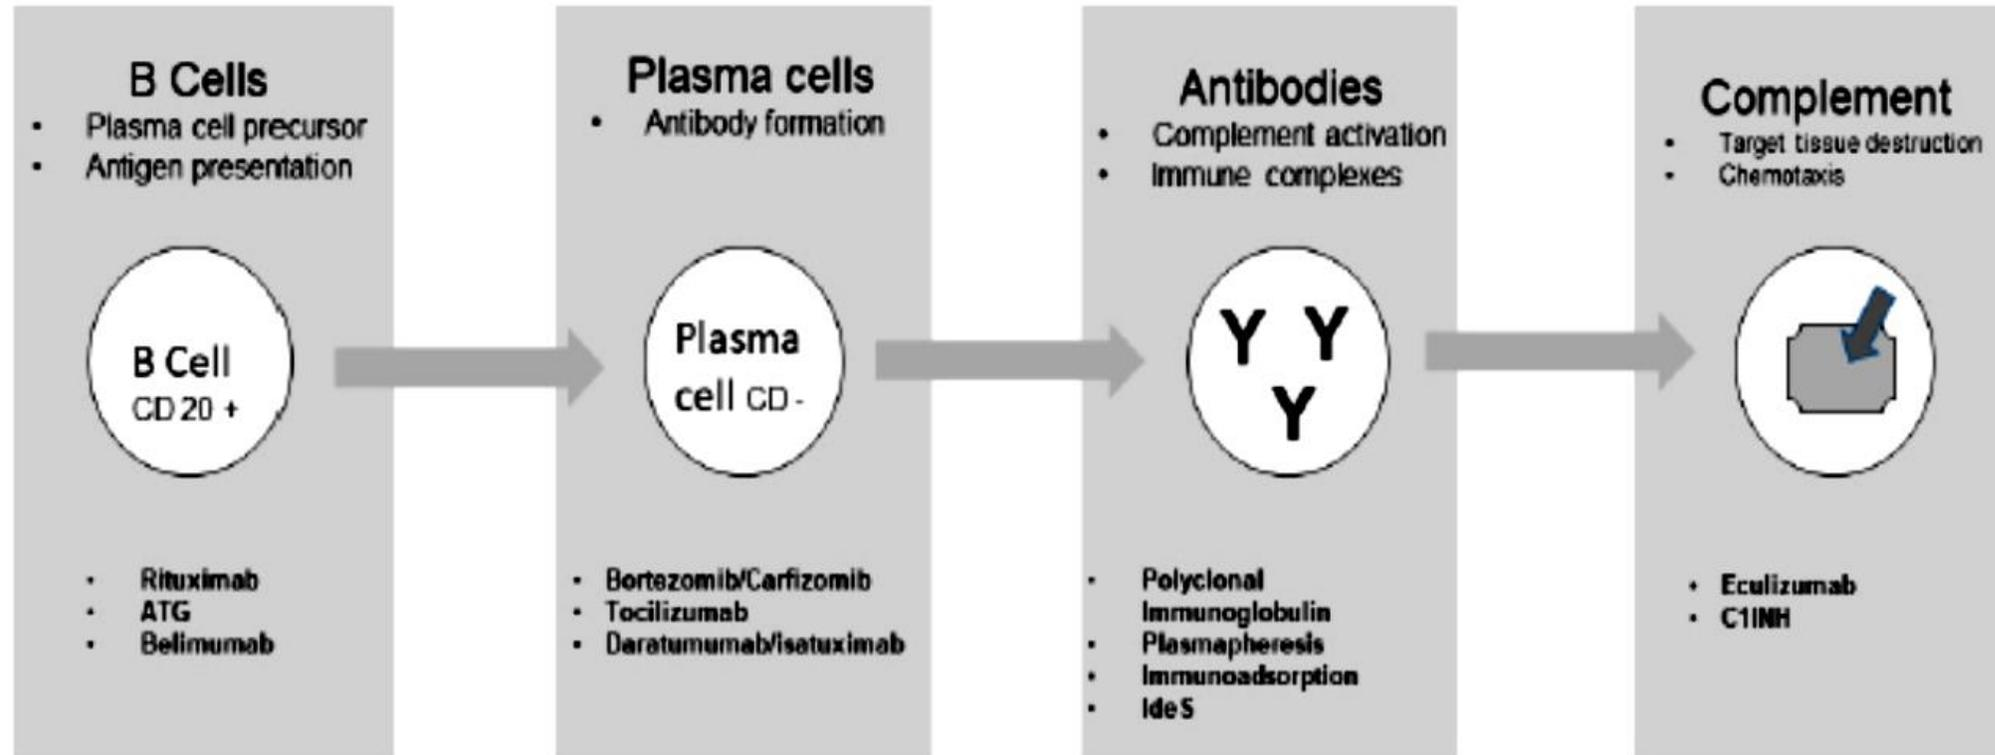 B Cells
• Plasma cell precursor
• Antigen presentation
B Cell
CD 20 +
• Rituximab
• ATG
• Belimumab
Plasma cells
• Antibody formation
Plasma
cell CD -
• Bortezomib/Carfizomib
• Tocilizumab
• Daratumumab/Isatuximab
Antibodies
• Complement activation
• Immune complexes
Y Y
Y
• Polyclonal
Immunoglobulin
• Plasmapheresis
• Immunoadsorption
• IdeS
Complement
• Target tissue destruction
• Chemotaxis
• Eculizumab
• C1INH